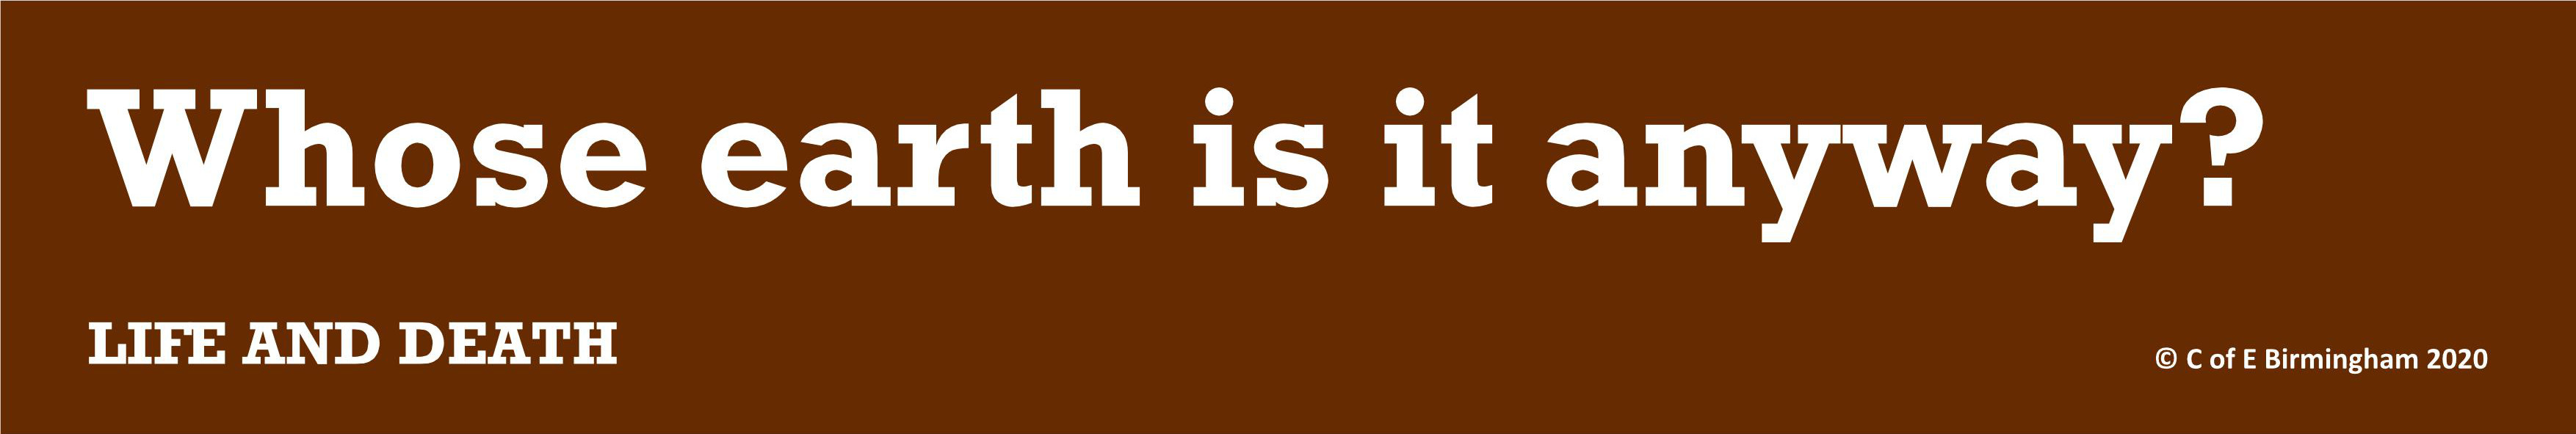 Whose earth is it anyway?
LIFE AND DEATH
© C of E Birmingham 2020